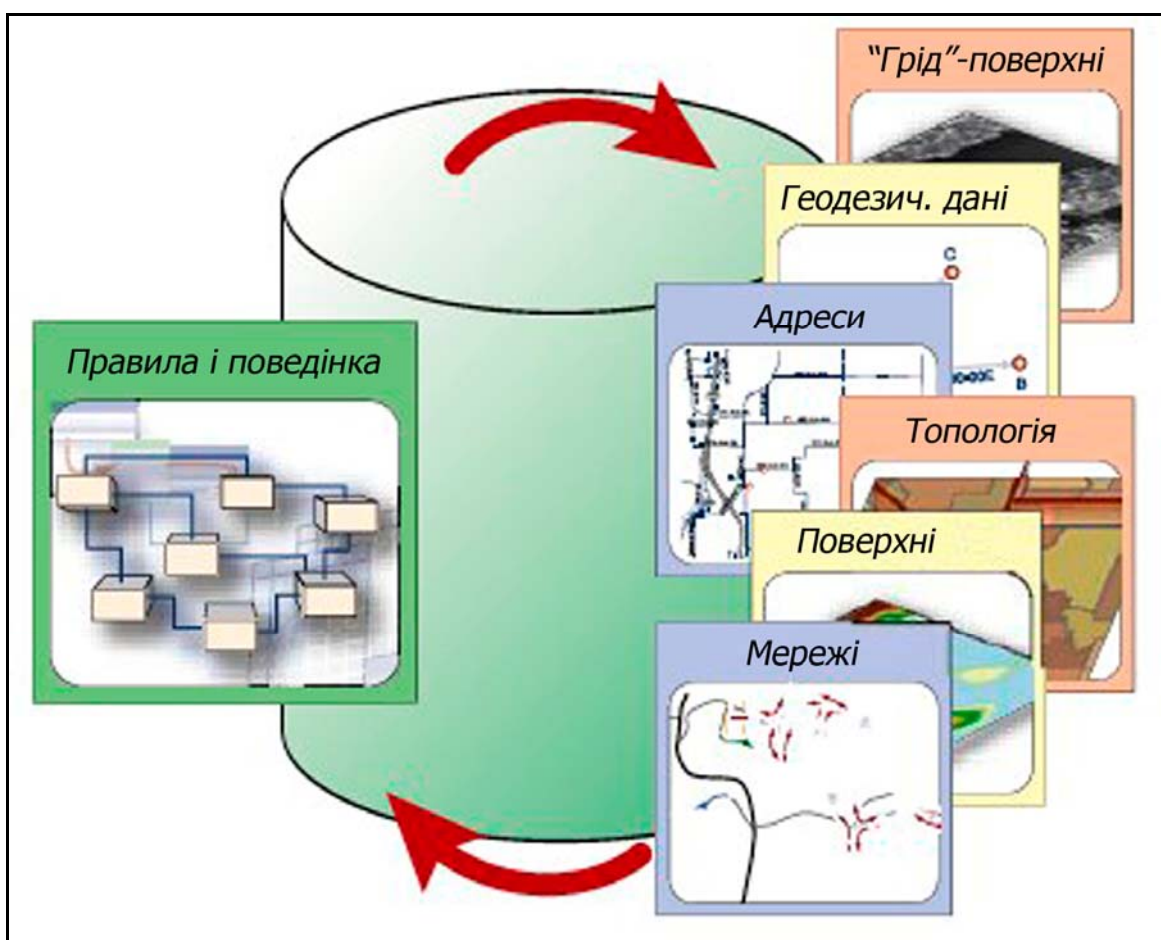 “Грід”-поверхні
Геодезич. дані
C
Адреси
Правила і поведінка
B
Топологія
Поверхні
Мережі